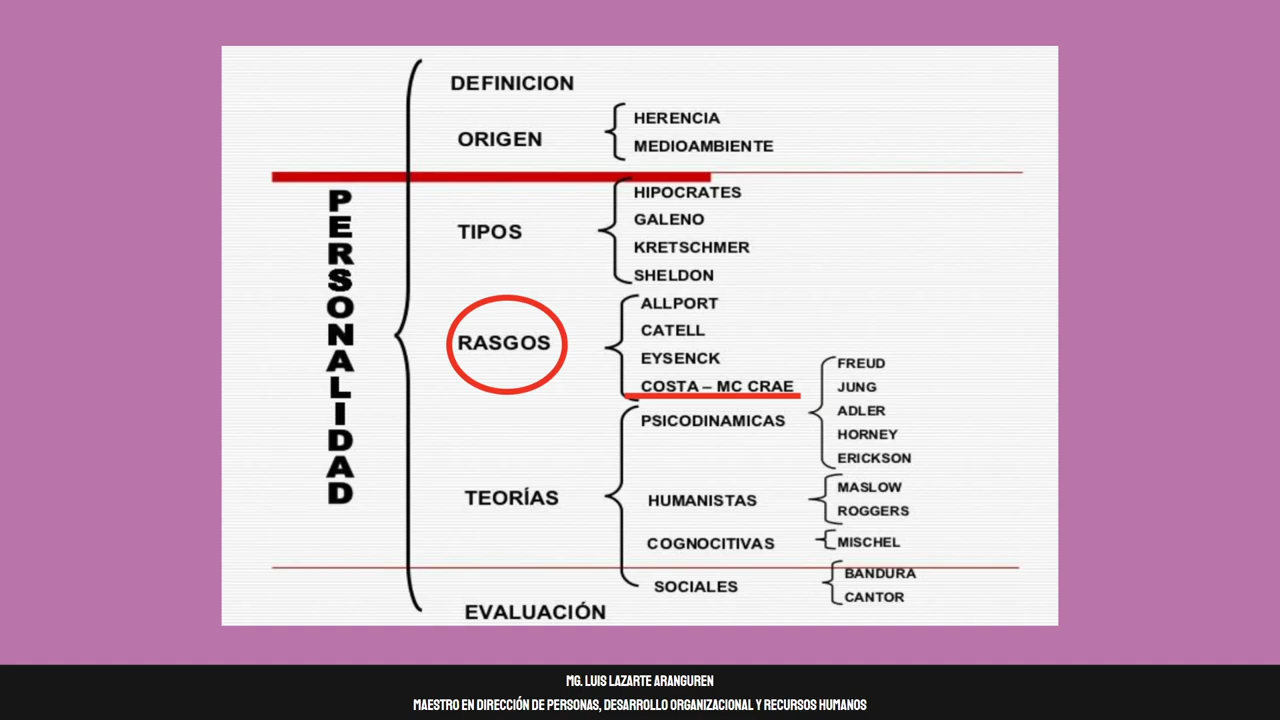 PERSONALIDAD
DEFINICION
ORIGEN
HERENCIA
MEDIOAMBIENTE
TIPOS
HIPOCRATES
GALENO
KRETSCHMER
SHELDON
RASGOS
ALLPORT
CATELL
EYSENCK
COSTA – MC CRAE
TEORÍAS
PSICODINAMICAS
FREUD
JUNG
ADLER
HORNEY
ERICKSON
HUMANISTAS
MASLOW
ROGGERS
COGNOCITIVAS
MISCHEL
SOCIALES
BANDURA
CANTOR
EVALUACIÓN
MG. LUIS LAZARTE ARANGUREN
MAESTRO EN DIRECCIÓN DE PERSONAS, DESARROLLO ORGANIZACIONAL Y RECURSOS HUMANOS